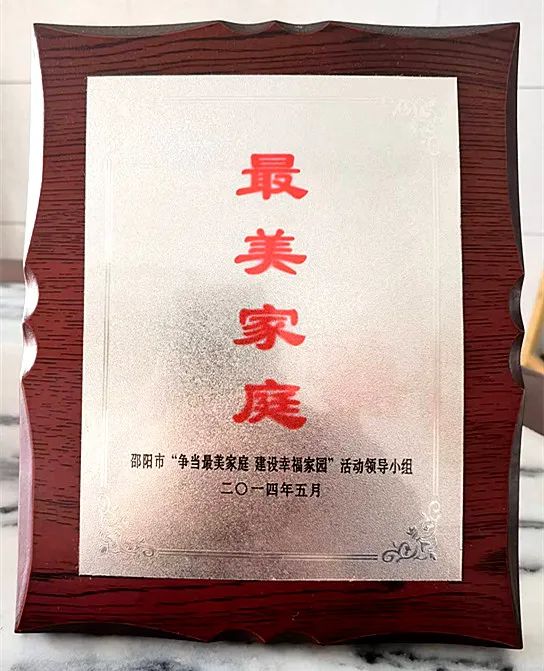 最美家庭
邵阳市“争当最美家庭 建设幸福家园”活动领导小组
二〇一四年五月